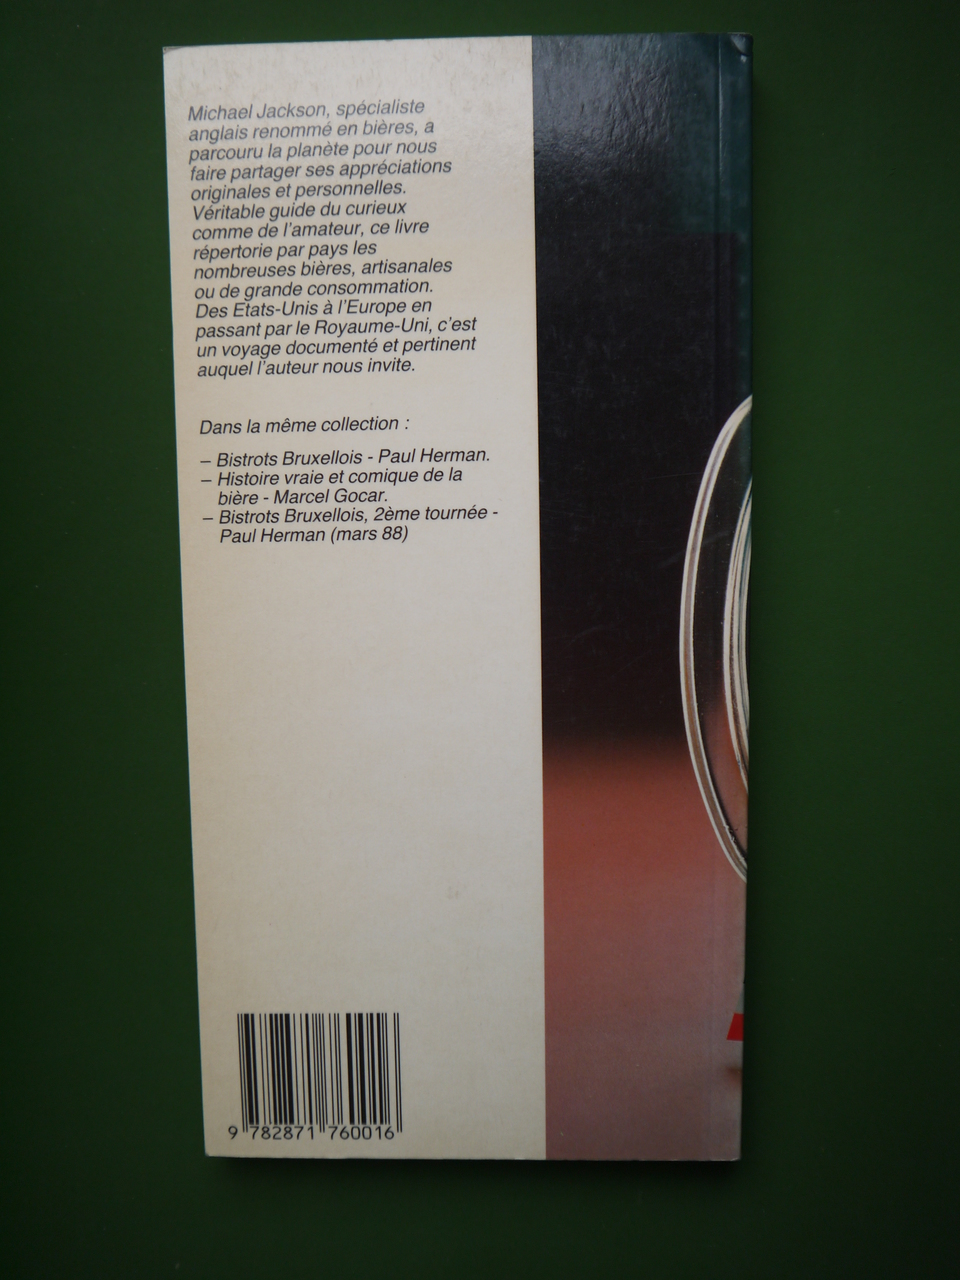 Michael Jackson, spécialiste
anglais renommé en bières, a
parcouru la planète pour nous
faire partager ses appréciations
originales et personnelles.
Véritable guide du curieux
comme de l'amateur, ce livre
répertorie par pays les
nombreuses bières, artisanales
ou de grande consommation.
Des Etats-Unis à l'Europe en
passant par le Royaume-Uni, c'est
un voyage documenté et pertinent
auquel l'auteur nous invite.
Dans la même collection :
– Bistrots Bruxellois - Paul Herman.
– Histoire vraie et comique de la
bière - Marcel Gocar.
– Bistrots Bruxellois, 2ème tournée -
Paul Herman (mars 88)
9 782871 760016